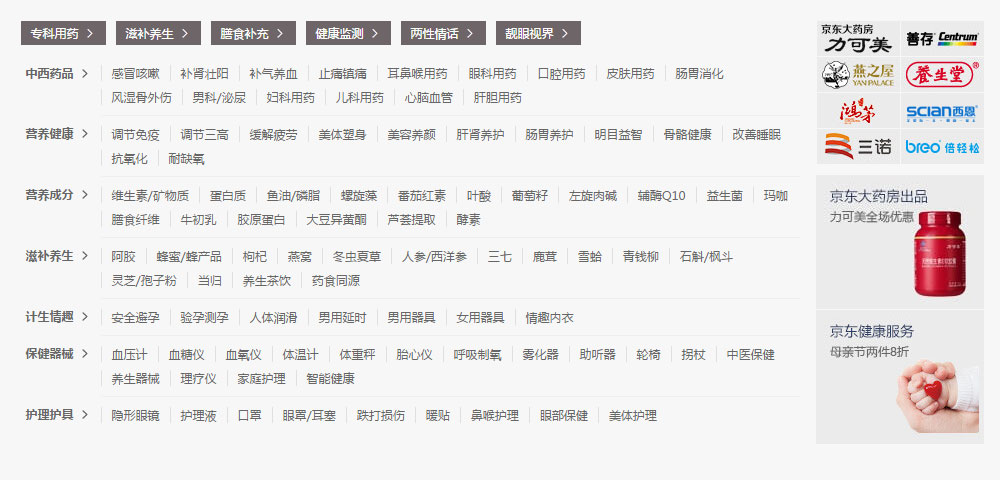 专科用药 滋补养生 膳食补充 健康监测 两性情话 靓眼视界
中西药品 感冒咳嗽 补肾壮阳 补气养血 止痛镇痛 耳鼻喉用药 眼科用药 口腔用药 皮肤用药 肠胃消化
风湿骨外伤 男科/泌尿 妇科用药 儿科用药 心脑血管 肝胆用药
营养健康 调节免疫 调节三高 缓解疲劳 美体塑身 美容养颜 肝肾养护 肠胃养护 明目益智 骨骼健康 改善睡眠
抗氧化 耐缺氧
营养成分 维生素/矿物质 蛋白质 鱼油/磷脂 螺旋藻 番茄红素 叶酸 葡萄籽 左旋肉碱 辅酶Q10 益生菌 玛咖
膳食纤维 牛初乳 胶原蛋白 大豆异黄酮 芦荟提取 酵素
滋补养生 阿胶 蜂蜜/蜂产品 枸杞 燕窝 冬虫夏草 人参/西洋参 三七 鹿茸 雪蛤 青钱柳 石斛/枫斗
灵芝/孢子粉 当归 养生茶饮 药食同源
计生情趣 安全避孕 验孕测孕 人体润滑 男用延时 男用器具 女用器具 情趣内衣
保健器械 血压计 血糖仪 血氧仪 体温计 体重秤 胎心仪 呼吸制氧 雾化器 助听器 轮椅 拐杖 中医保健
养生器械 理疗仪 家庭护理 智能健康
护理护具 隐形眼镜 护理液 口罩 眼罩/耳塞 跌打损伤 暖贴 鼻喉护理 眼部保健 美体护理
京东大药房
力可美
善存 Centrum
燕之屋
YAN PALACE
養生堂®
鸿茅
SCIAN西恩
三诺
breo 倍轻松
京东大药房出品
力可美全场优惠
京东健康服务
母亲节两件8折